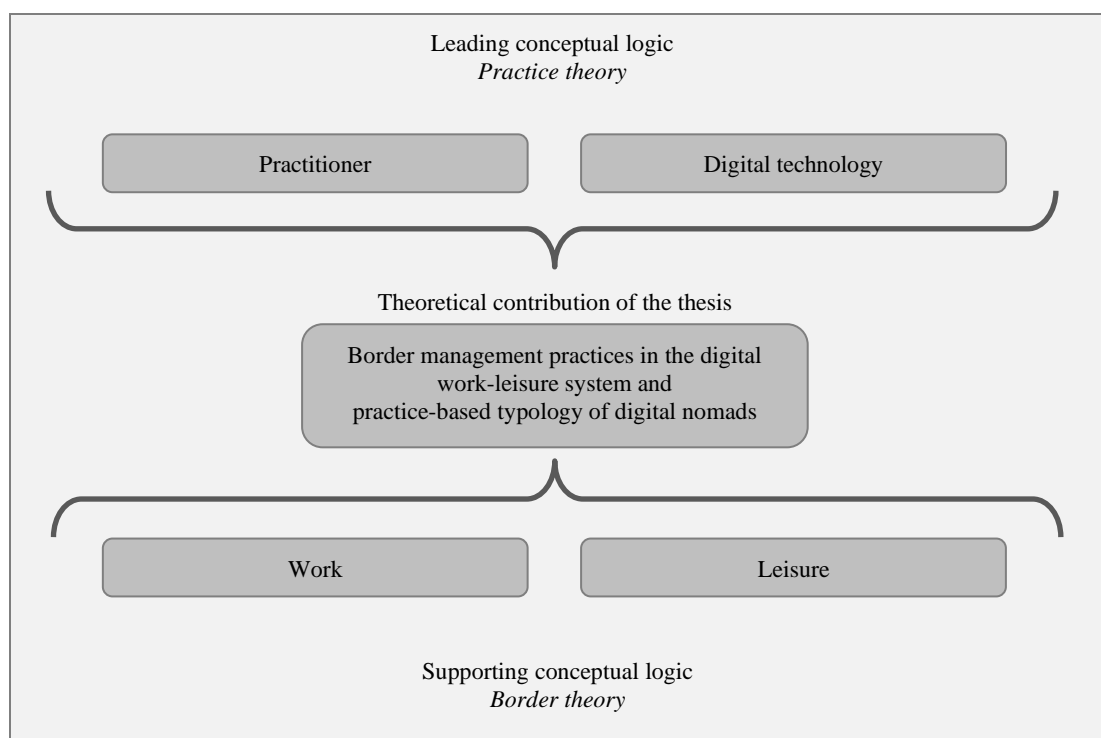 Leading conceptual logic
Practice theory
Practitioner
Digital technology
Theoretical contribution of the thesis
Border management practices in the digital
work-leisure system and
practice-based typology of digital nomads
Work
Leisure
Supporting conceptual logic
Border theory